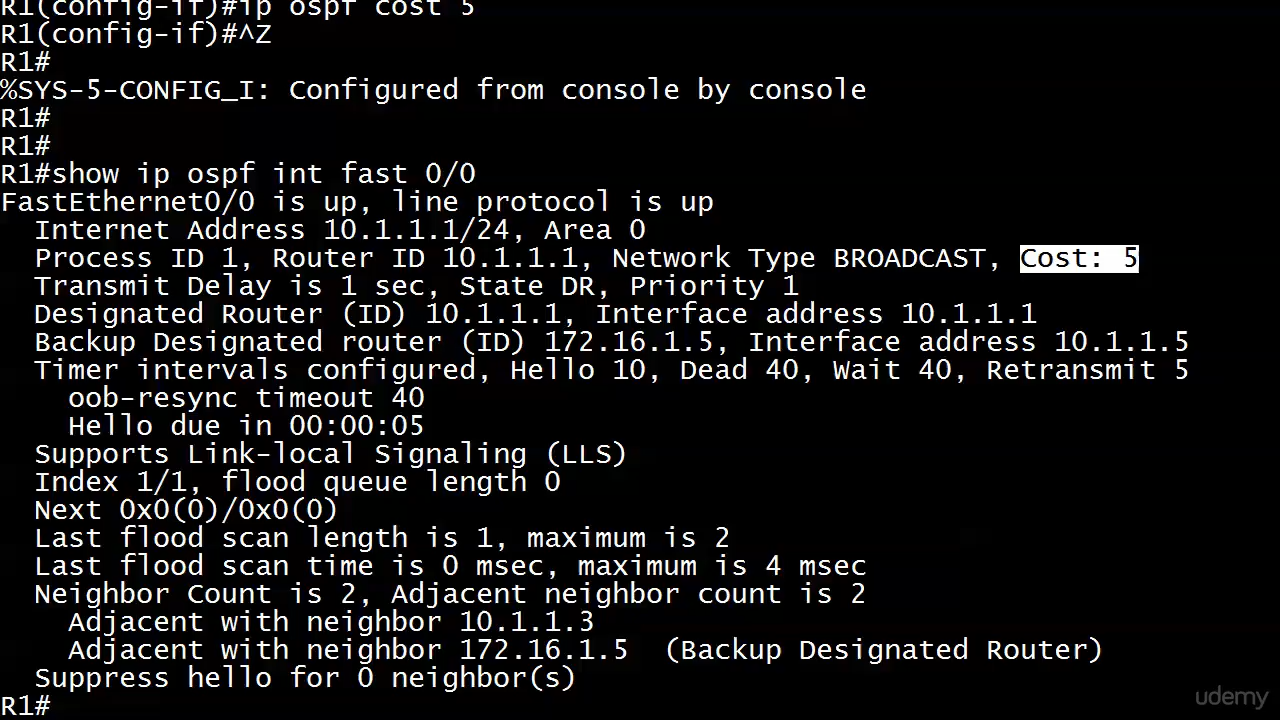 R1(config-if)#ip ospf cost 5
R1(config-if)#^Z
R1#
%SYS-5-CONFIG_I: Configured from console by console
R1#
R1#
R1#show ip ospf int fast 0/0
FastEthernet0/0 is up, line protocol is up
Internet Address 10.1.1.1/24, Area 0
Process ID 1, Router ID 10.1.1.1, Network Type BROADCAST, Cost: 5
Transmit Delay is 1 sec, State DR, Priority 1
Designated Router (ID) 10.1.1.1, Interface address 10.1.1.1
Backup Designated router (ID) 172.16.1.5, Interface address 10.1.1.5
Timer intervals configured, Hello 10, Dead 40, Wait 40, Retransmit 5
oob-resync timeout 40
Hello due in 00:00:05
Supports Link-local Signaling (LLS)
Index 1/1, flood queue length 0
Next 0x0(0)/0x0(0)
Last flood scan length is 1, maximum is 2
Last flood scan time is 0 msec, maximum is 4 msec
Neighbor Count is 2, Adjacent neighbor count is 2
Adjacent with neighbor 10.1.1.3
Adjacent with neighbor 172.16.1.5  (Backup Designated Router)
Suppress hello for 0 neighbor(s)
R1#
udemy